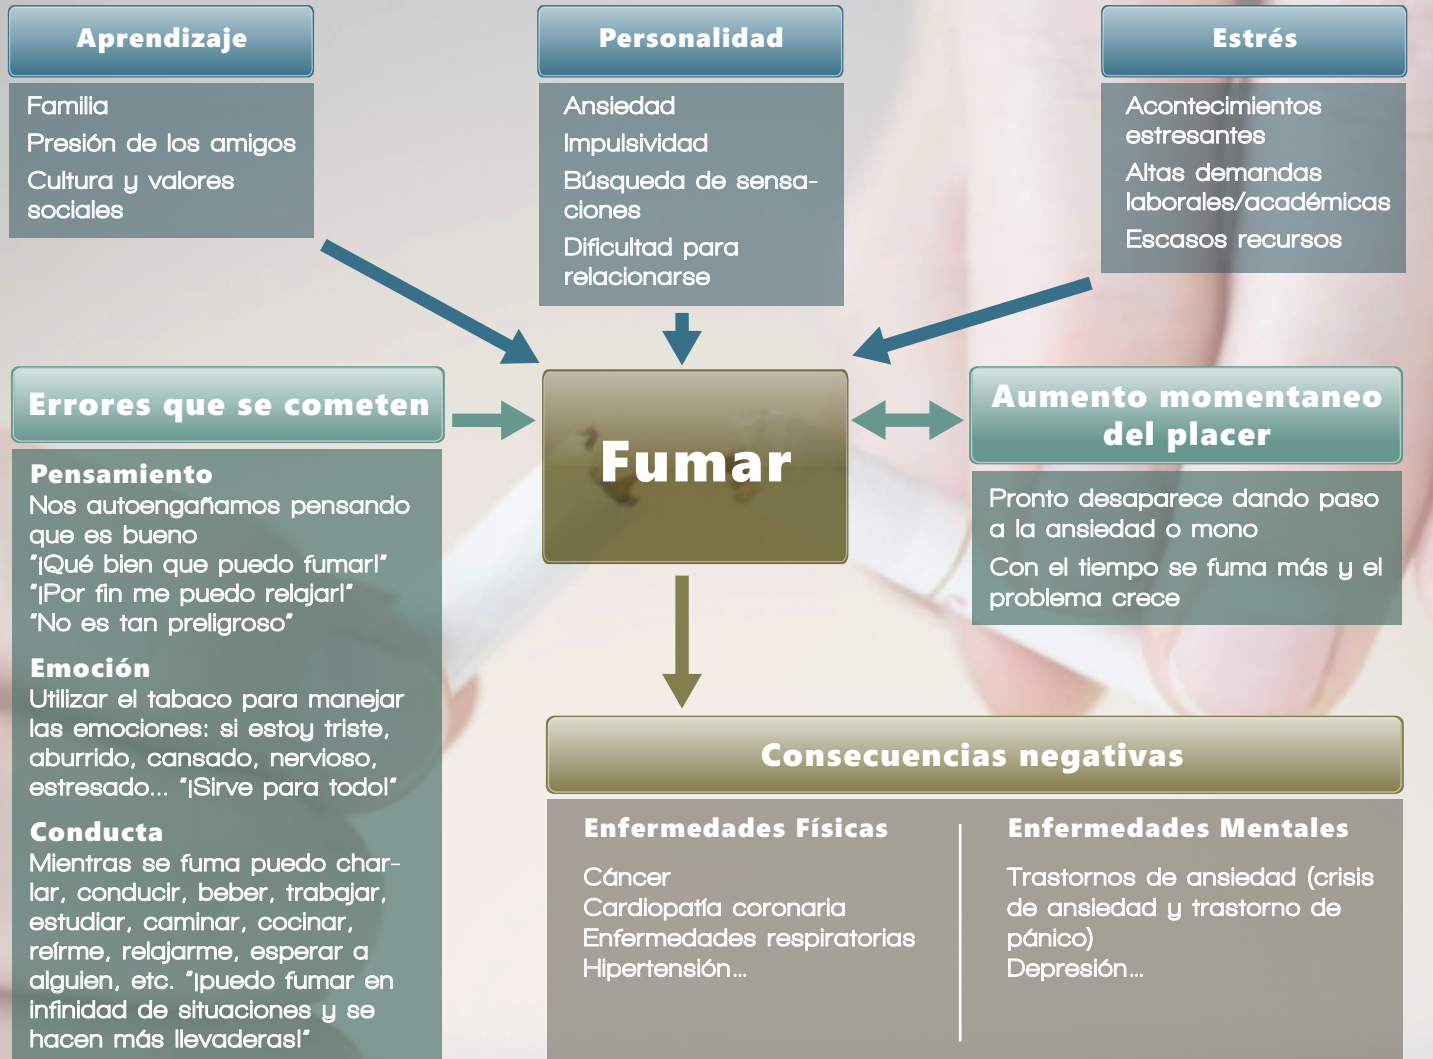 Aprendizaje
Familia
Presión de los amigos
Cultura y valores
sociales
Personalidad
Ansiedad
Impulsividad
Búsqueda de sensa-
ciones
Dificultad para
relacionarse
Estrés
Acontecimientos
estresantes
Altas demandas
laborales/académicas
Escasos recursos
Errores que se cometen
Pensamiento
Nos autoengañamos pensando
que es bueno
"¡Qué bien que puedo fumar!"
"¡Por fin me puedo relajar!"
"No es tan preligroso"
Emoción
Utilizar el tabaco para manejar
las emociones: si estoy triste,
aburrido, cansado, nervioso,
estresado... "¡Sirve para todo!"
Conducta
Mientras se fuma puedo char-
lar, conducir, beber, trabajar,
estudiar, caminar, cocinar,
reírme, relajarme, esperar a
alguien, etc. "¡puedo fumar en
infinidad de situaciones y se
hacen más llevaderas!"
Fumar
Aumento momentaneo
del placer
Pronto desaparece dando paso
a la ansiedad o mono
Con el tiempo se fuma más y el
problema crece
Consecuencias negativas
Enfermedades Físicas
Cáncer
Cardiopatía coronaria
Enfermedades respiratorias
Hipertensión...
Enfermedades Mentales
Trastornos de ansiedad (crisis
de ansiedad y trastorno de
pánico)
Depresión...